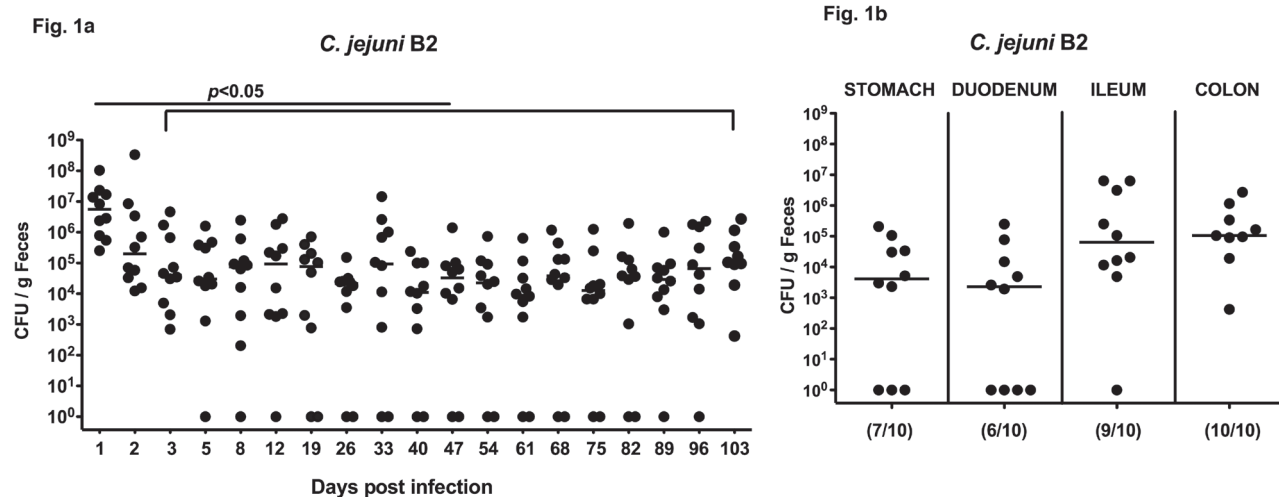 Fig. 1a
C. jejuni B2
p<0.05
CFU / g Feces
10⁹
10⁸
10⁷
10⁶
10⁵
10⁴
10³
10²
10¹
10⁰
1 2 3 5 8 12 19 26 33 40 47 54 61 68 75 82 89 96 103
Days post infection
Fig. 1b
C. jejuni B2
STOMACH DUODENUM ILEUM COLON
CFU / g Feces
10⁹
10⁸
10⁷
10⁶
10⁵
10⁴
10³
10²
10¹
10⁰
(7/10) (6/10) (9/10) (10/10)